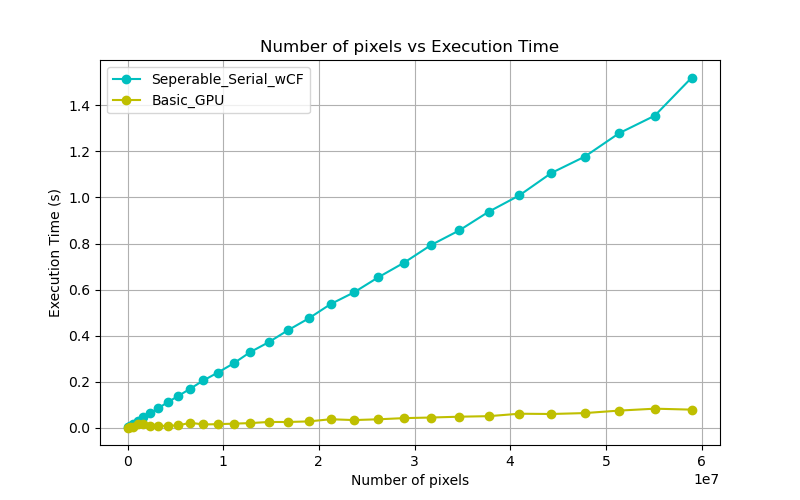 Number of pixels vs Execution Time
Seperable_Serial_wCF
Basic_GPU
Execution Time (s)
1.4
1.2
1.0
0.8
0.6
0.4
0.2
0.0
0 1 2 3 4 5 6
1e7
Number of pixels